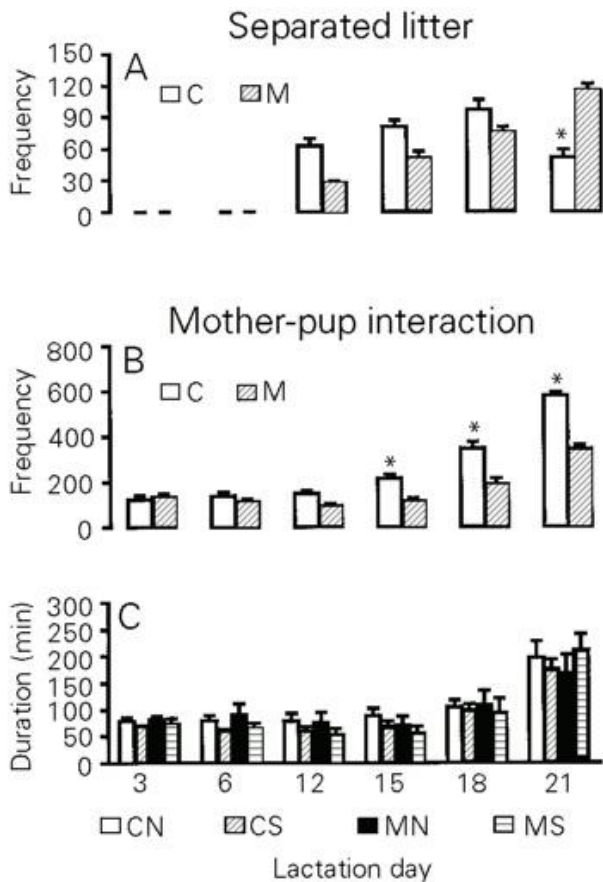 Separated litter
A
C M
Frequency
150
120
90
60
30
0
*
Mother-pup interaction
B
C M
Frequency
800
600
400
200
0
* * *
C
Duration (min)
300
250
200
150
100
50
0
3 6 12 15 18 21
CN CS MN MS
Lactation day